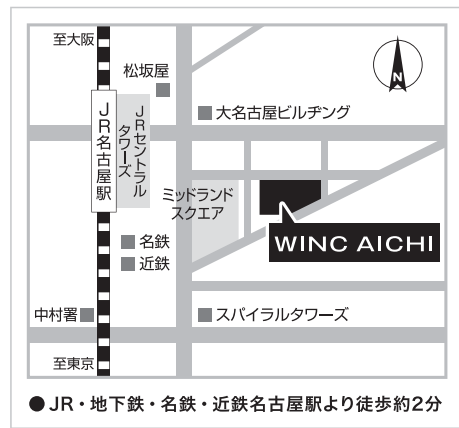 至大阪
松坂屋
N
大名古屋ビルヂング
JR名古屋駅
JRセントラル
タワーズ
ミッドランド
スクエア
WINC AICHI
名鉄
近鉄
中村署
スパイラルタワーズ
至東京
●JR・地下鉄・名鉄・近鉄名古屋駅より徒歩約2分